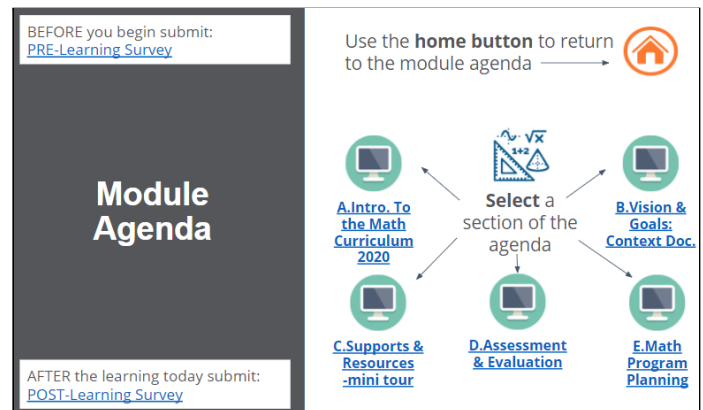 BEFORE you begin submit:
PRE-Learning Survey
Module
Agenda
AFTER the learning today submit:
POST-Learning Survey
Use the home button to return
to the module agenda
√x
1+2
Select a
section of the
agenda
A.Intro. To
the Math
Curriculum
2020
B.Vision &
Goals:
Context Doc.
C.Supports &
Resources
-mini tour
D.Assessment
& Evaluation
E.Math
Program
Planning